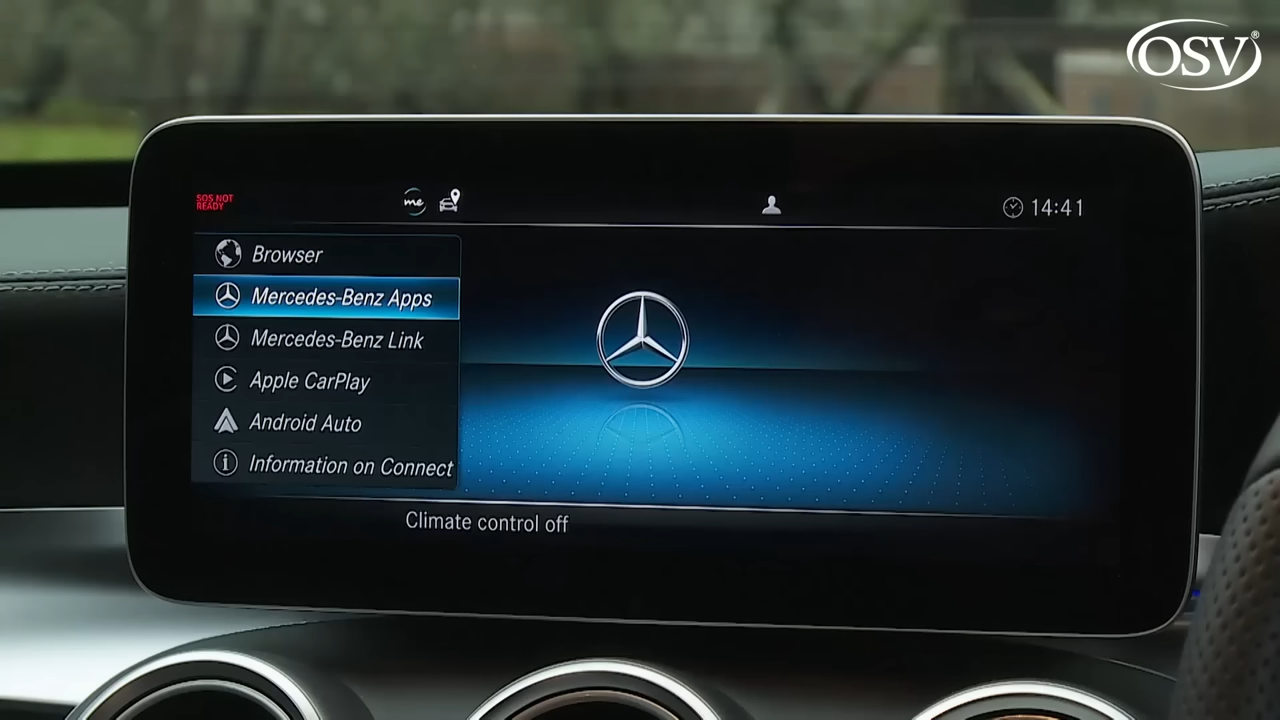 OSV®
SOS NOT
READY
me
14:41
Browser
Mercedes-Benz Apps
Mercedes-Benz Link
Apple CarPlay
Android Auto
Information on Connect
Climate control off